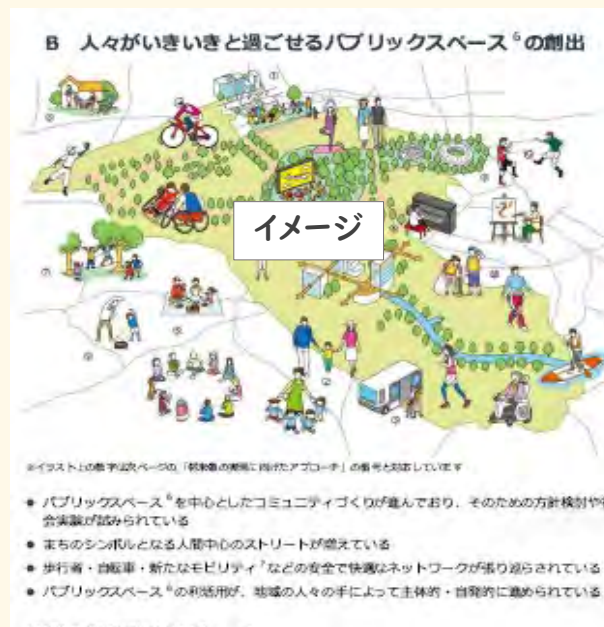 B 人々がいきいきと過ごせるパブリックスペース⁶の創出
イメージ
※イラスト上の数字は次ページの「将来像の実現に向けたアプローチ」の番号と対応しています
● パブリックスペース⁶を中心としたコミュニティづくりが進んでおり、そのための方針検討や
会実験が試みられている
● まちのシンボルとなる人間中心のストリートが増えている
● 歩行者・自転車・新たなモビリティ⁷などの安全で快適なネットワークが張り巡らされている
● パブリックスペース⁶の利活用が、地域の人々の手によって主体的・自発的に進められている